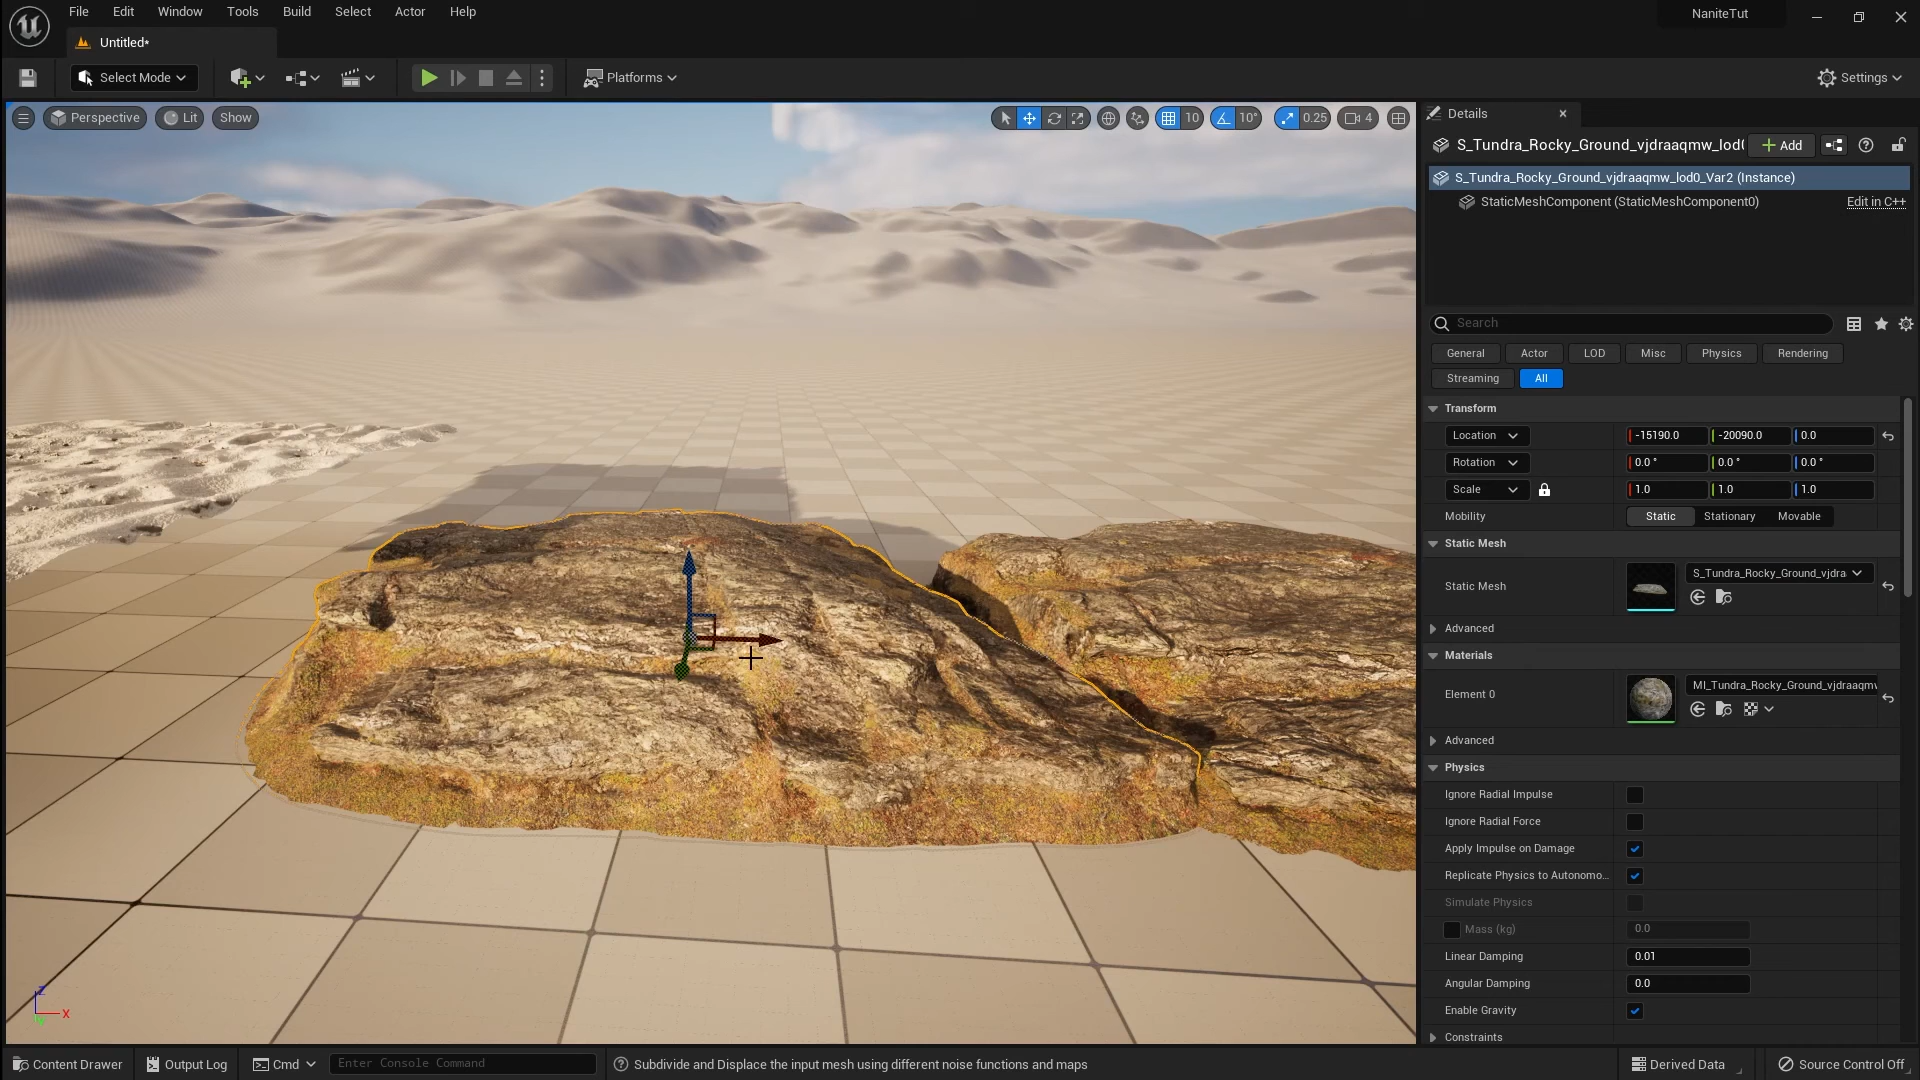 File Edit Window Tools Build Select Actor Help
NaniteTut
Untitled*
Select Mode
Platforms
Settings
Perspective Lit Show
10 10° 0.25 4
Details
S_Tundra_Rocky_Ground_vjdraaqmw_lod(
Add
S_Tundra_Rocky_Ground_vjdraaqmw_lod0_Var2 (Instance)
StaticMeshComponent (StaticMeshComponent0) Edit in C++
Search
General Actor LOD Misc Physics Rendering
Streaming All
Transform
Location -15190.0 -20090.0 0.0
Rotation 0.0 ° 0.0 ° 0.0 °
Scale 1.0 1.0 1.0
Mobility Static Stationary Movable
Static Mesh
Static Mesh S_Tundra_Rocky_Ground_vjdra
Advanced
Materials
Element 0 MI_Tundra_Rocky_Ground_vjdraaqmv
Advanced
Physics
Ignore Radial Impulse
Ignore Radial Force
Apply Impulse on Damage
Replicate Physics to Autonomo...
Simulate Physics
Mass (kg) 0.0
Linear Damping 0.01
Angular Damping 0.0
Enable Gravity
Constraints
Z
X
Y
Content Drawer Output Log Cmd Enter Console Command Subdivide and Displace the input mesh using different noise functions and maps Derived Data Source Control Off